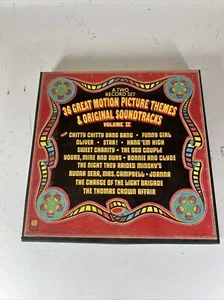 A TWO
RECORD SET
36 GREAT MOTION PICTURE THEMES
& ORIGINAL SOUNDTRACKS
VOLUME II
CHITTY CHITTY BANG BANG • FUNNY GIRL
OLIVER • STAR! • HANG 'EM HIGH
SWEET CHARITY • THE ODD COUPLE
YOURS, MINE AND OURS • BONNIE AND CLYDE
THE NIGHT THEY RAIDED MINSKY'S
BUONA SERA, MRS. CAMPBELL • JOANNA
THE CHARGE OF THE LIGHT BRIGADE
THE THOMAS CROWN AFFAIR